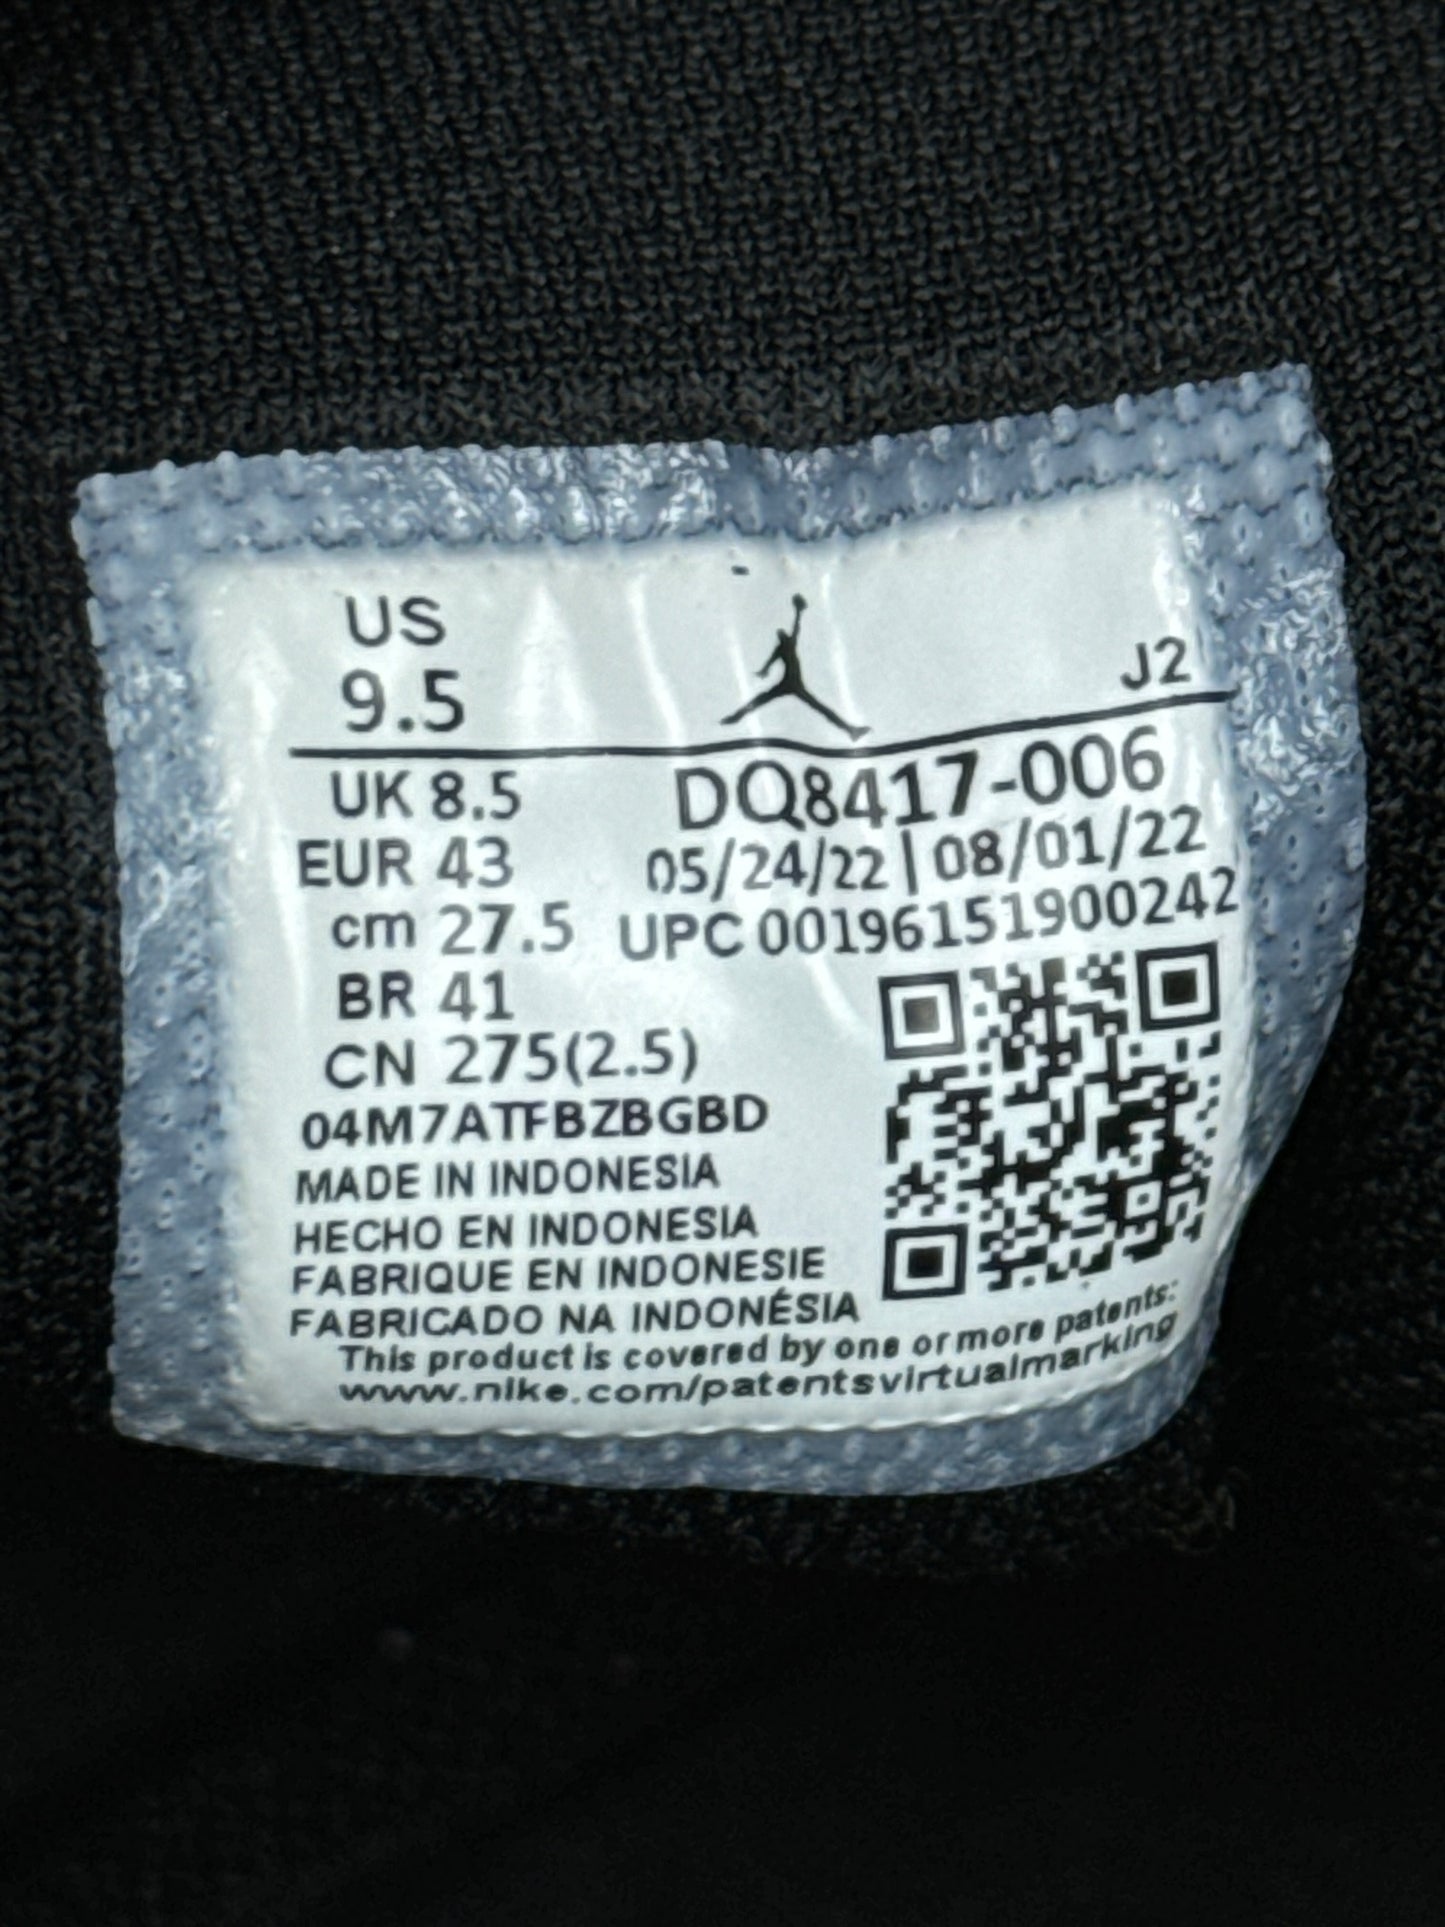 US
9.5
J2
UK 8.5
DQ8417-006
EUR 43
05/24/22 | 08/01/22
cm 27.5
UPC 00196151900242
BR 41
CN 275(2.5)
04M7ATFBZBGBD
MADE IN INDONESIA
HECHO EN INDONESIA
FABRIQUE EN INDONESIE
FABRICADO NA INDONÉSIA
This product is covered by one or more patents:
www.nike.com/patentsvirtualmarking